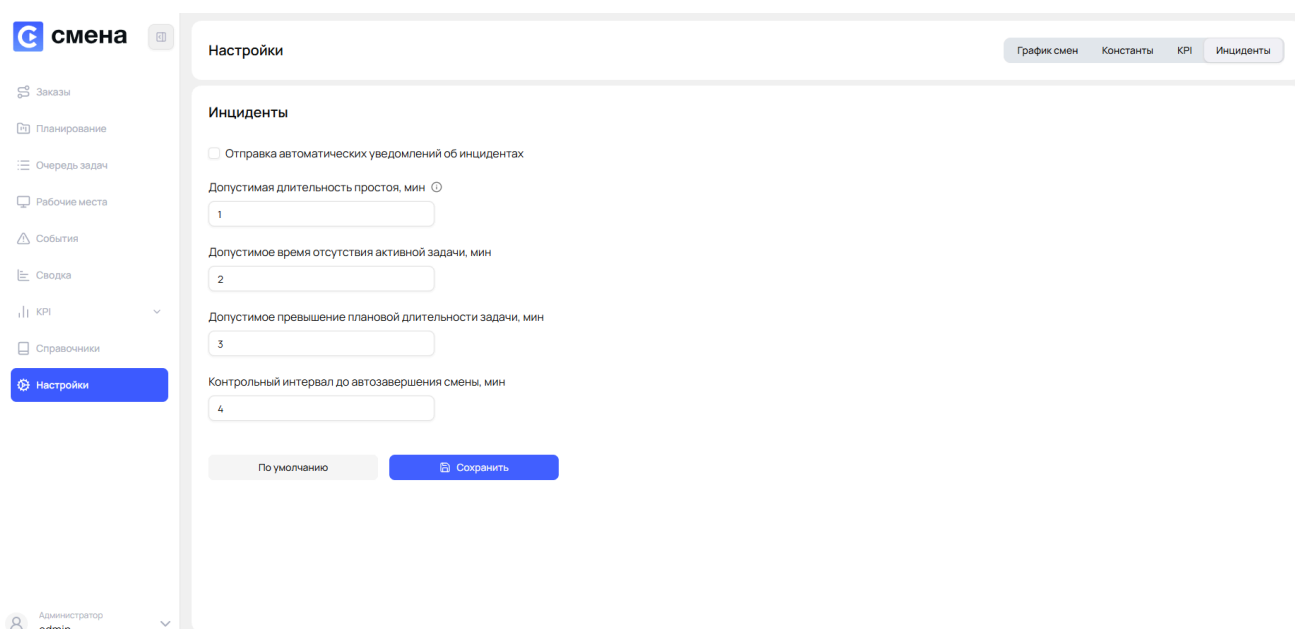 смена
Настройки
График смен
Константы
KPI
Инциденты
Заказы
Планирование
Очередь задач
Рабочие места
События
Сводка
KPI
Справочники
Настройки
Инциденты
Отправка автоматических уведомлений об инцидентах
Допустимая длительность простоя, мин
1
Допустимое время отсутствия активной задачи, мин
2
Допустимое превышение плановой длительности задачи, мин
3
Контрольный интервал до автозавершения смены, мин
4
По умолчанию
Сохранить
Администратор
admin